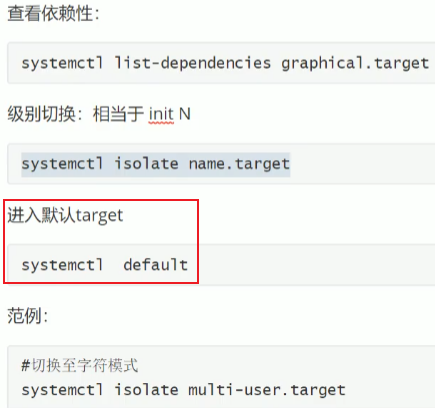 查看依赖性：
systemctl list-dependencies graphical.target
级别切换：相当于 init N
systemctl isolate name.target
进入默认target
systemctl  default
范例：
#切换至字符模式
systemctl isolate multi-user.target